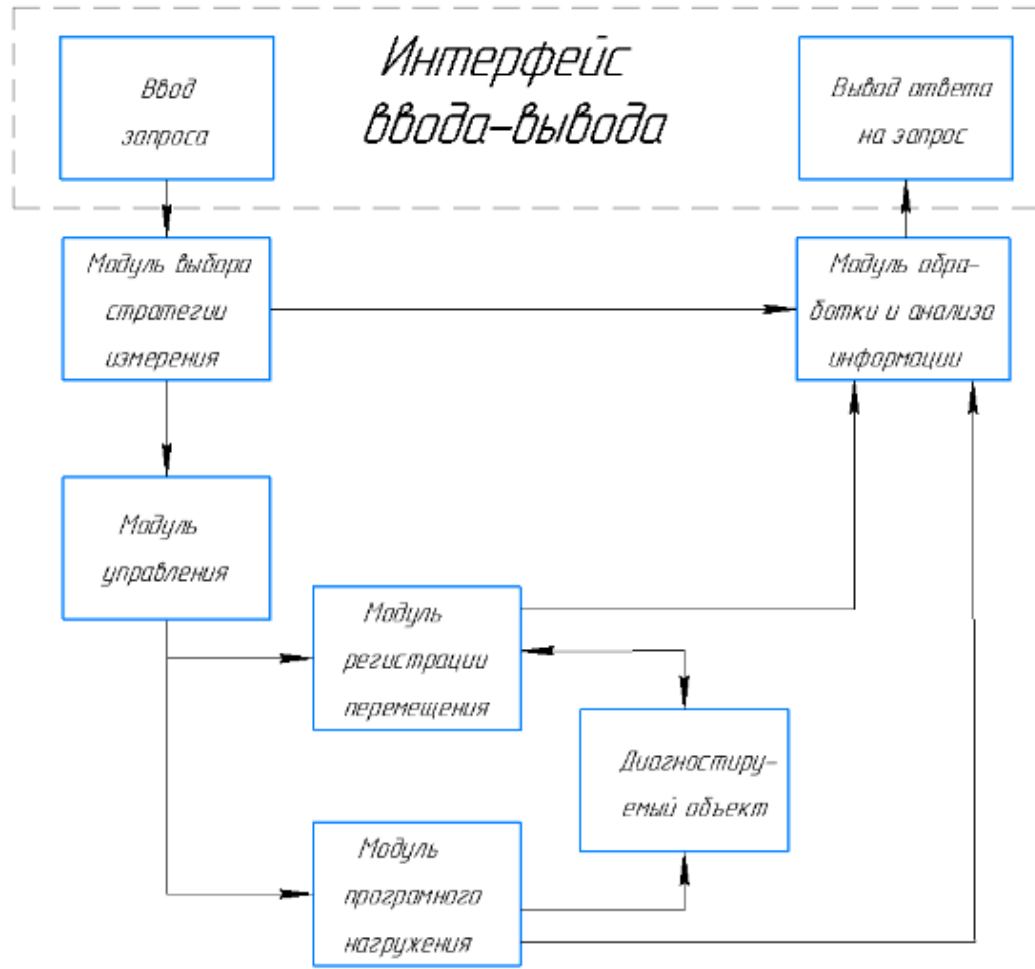 Ввод
запроса
Интерфейс
ввода-вывода
Вывод ответа
на запрос
Модуль выбора
стратегии
измерения
Модуль обра-
ботки и анализа
информации
Модуль
управления
Модуль
регистрации
перемещения
Диагностиру-
емый объект
Модуль
програмного
нагружения